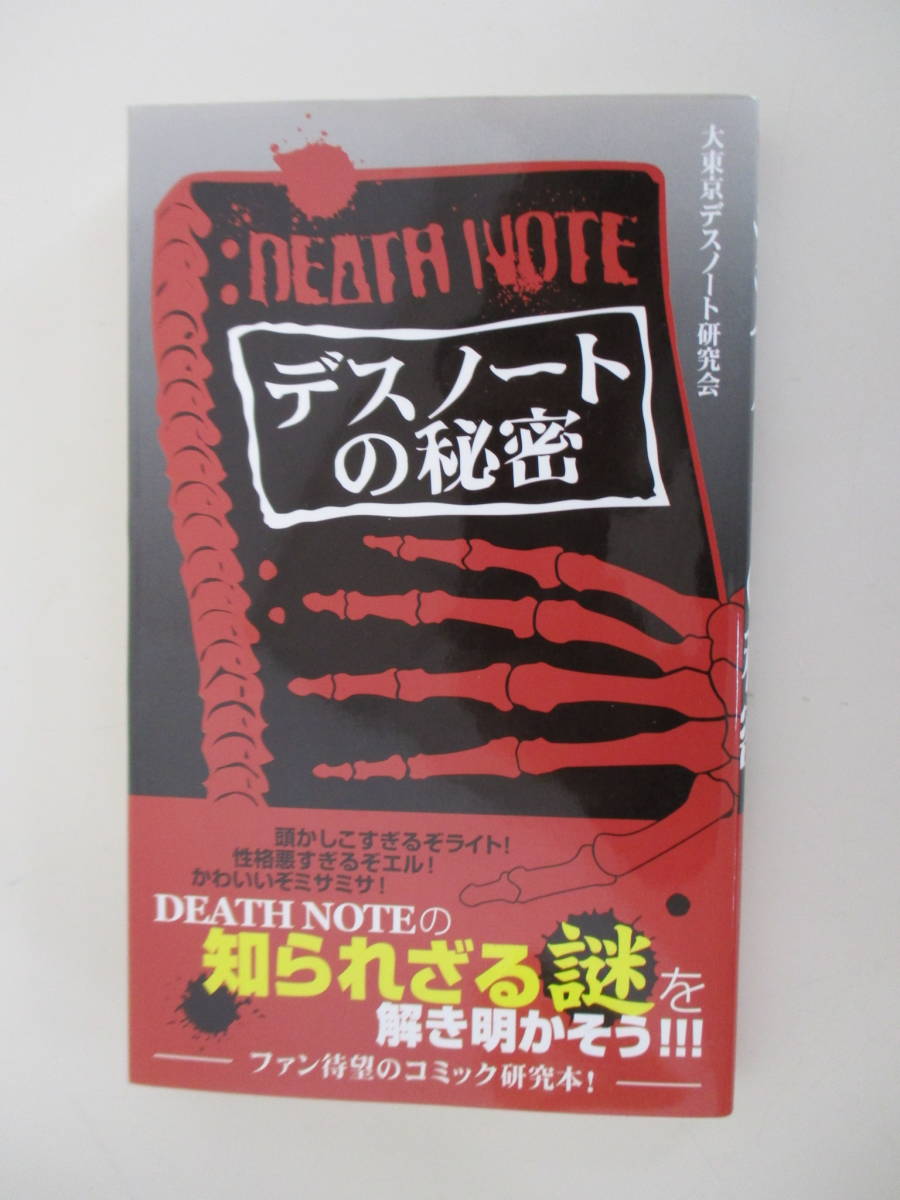 大東京デスノート研究会
:DEATH NOTE
デスノート
の秘密
頭かしこすぎるぞライト!
性格悪すぎるぞエル!
かわいいぞミサミサ!
DEATH NOTEの
知られざる謎を
解き明かそう!!!
ファン待望のコミック研究本!